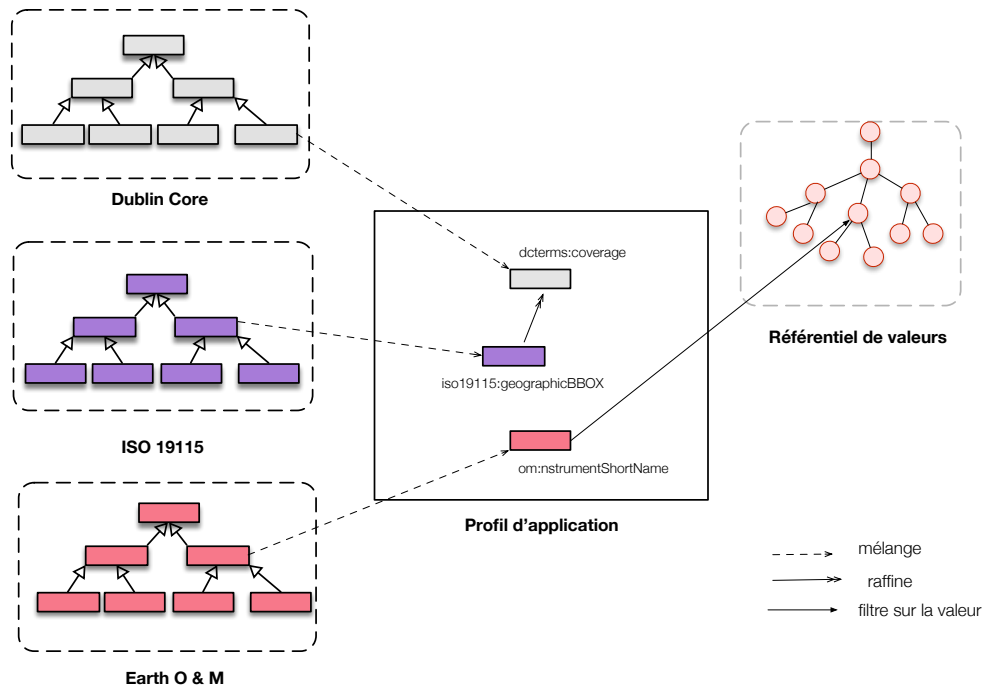 Dublin Core
dcterms:coverage
Référentiel de valeurs
iso19115:geographicBBOX
ISO 19115
om:nstrumentShortName
Profil d'application
mélange
raffine
filtre sur la valeur
Earth O & M